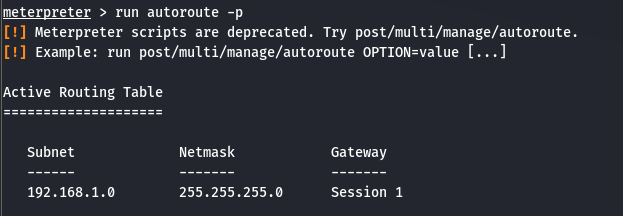 meterpreter > run autoroute -p
[!] Meterpreter scripts are deprecated. Try post/multi/manage/autoroute.
[!] Example: run post/multi/manage/autoroute OPTION=value [...]
Active Routing Table
====================
Subnet Netmask Gateway
------ ------- -------
192.168.1.0 255.255.255.0 Session 1